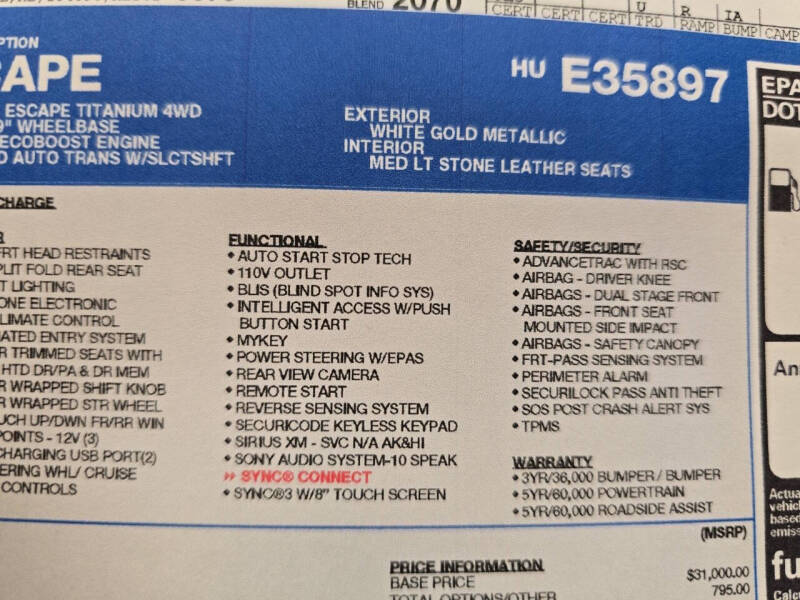 BLEND 2070
CERT CERT CERT TRD RAMP BUMP CAMP
U R IA
PTION
CAPE
HU E35897
ESCAPE TITANIUM 4WD
9" WHEELBASE
ECOBOOST ENGINE
D AUTO TRANS W/SLCTSHFT
EXTERIOR
WHITE GOLD METALLIC
INTERIOR
MED LT STONE LEATHER SEATS
EPA
DOT
CHARGE
R
FRT HEAD RESTRAINTS
PLIT FOLD REAR SEAT
T LIGHTING
ONE ELECTRONIC
CLIMATE CONTROL
NATED ENTRY SYSTEM
R TRIMMED SEATS WITH
HTD DR/PA & DR MEM
R WRAPPED SHIFT KNOB
R WRAPPED STR WHEEL
UCH UP/DWN FR/RR WIN
POINTS - 12V (3)
CHARGING USB PORT(2)
ERING WHL/ CRUISE
CONTROLS
FUNCTIONAL
• AUTO START STOP TECH
• 110V OUTLET
• BLIS (BLIND SPOT INFO SYS)
• INTELLIGENT ACCESS W/PUSH
BUTTON START
• MYKEY
• POWER STEERING W/EPAS
• REAR VIEW CAMERA
• REMOTE START
• REVERSE SENSING SYSTEM
• SECURICODE KEYLESS KEYPAD
• SIRIUS XM - SVC N/A AK&HI
• SONY AUDIO SYSTEM-10 SPEAK
» SYNC® CONNECT
• SYNC®3 W/8" TOUCH SCREEN
SAFETY/SECURITY
• ADVANCETRAC WITH RSC
• AIRBAG - DRIVER KNEE
• AIRBAGS - DUAL STAGE FRONT
• AIRBAGS - FRONT SEAT
MOUNTED SIDE IMPACT
• AIRBAGS - SAFETY CANOPY
• FRT-PASS SENSING SYSTEM
• PERIMETER ALARM
• SECURILOCK PASS ANTI THEFT
• SOS POST CRASH ALERT SYS
• TPMS
WARRANTY
• 3YR/36,000 BUMPER / BUMPER
• 5YR/60,000 POWERTRAIN
• 5YR/60,000 ROADSIDE ASSIST
(MSRP)
PRICE INFORMATION
BASE PRICE $31,000.00
TOTAL OPTIONS/OTHER 795.00
An
Actua
vehicl
based
emiss
fu
Calc